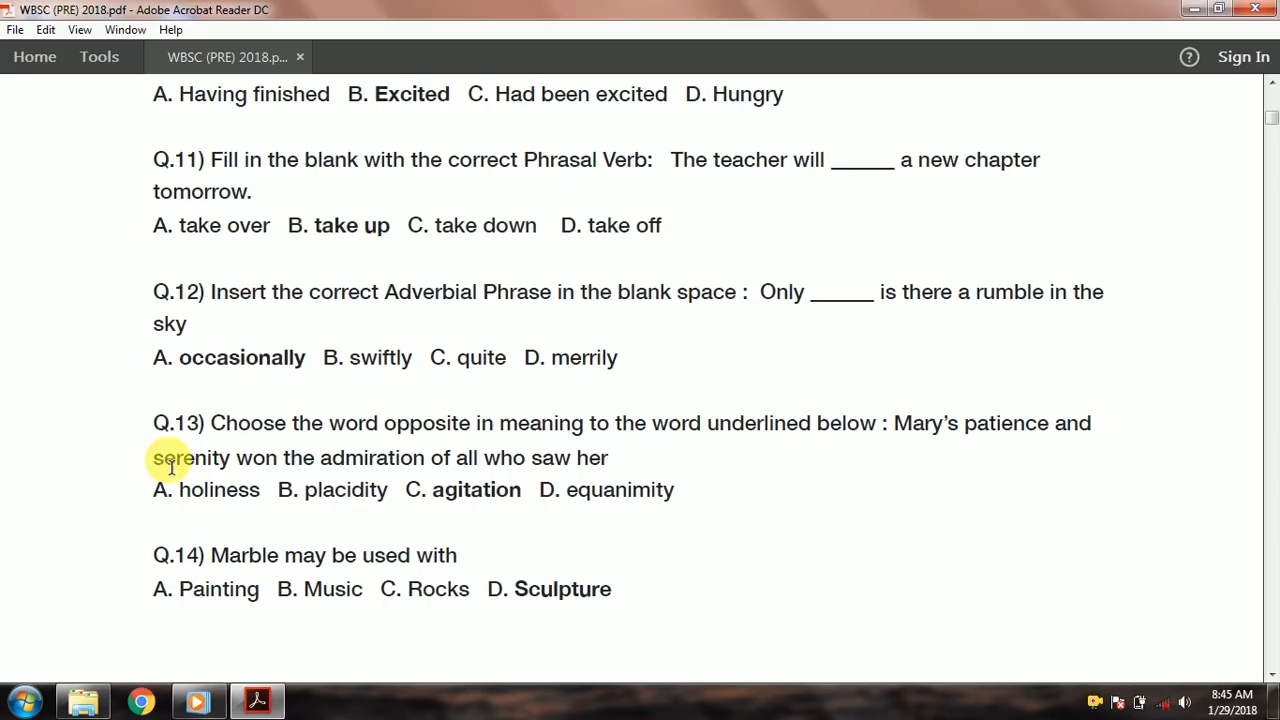 WBSC (PRE) 2018.pdf - Adobe Acrobat Reader DC
File Edit View Window Help
Home Tools WBSC (PRE) 2018.p... × ? Sign In
A. Having finished B. Excited C. Had been excited D. Hungry
Q.11) Fill in the blank with the correct Phrasal Verb: The teacher will ______ a new chapter
tomorrow.
A. take over B. take up C. take down D. take off
Q.12) Insert the correct Adverbial Phrase in the blank space : Only ______ is there a rumble in the
sky
A. occasionally B. swiftly C. quite D. merrily
Q.13) Choose the word opposite in meaning to the word underlined below : Mary's patience and
serenity won the admiration of all who saw her
A. holiness B. placidity C. agitation D. equanimity
Q.14) Marble may be used with
A. Painting B. Music C. Rocks D. Sculpture
8:45 AM
1/29/2018